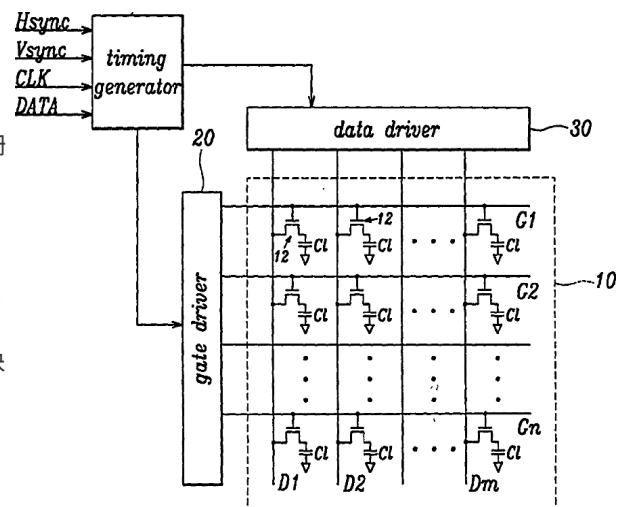 Hsync
Vsync
CLK
DATA
timing
generator
data driver
30
20
gate driver
12
12
Cl
Cl
Cl
G1
Cl
Cl
Cl
G2
10
Cl
Cl
Cl
Gn
D1
D2
Dm